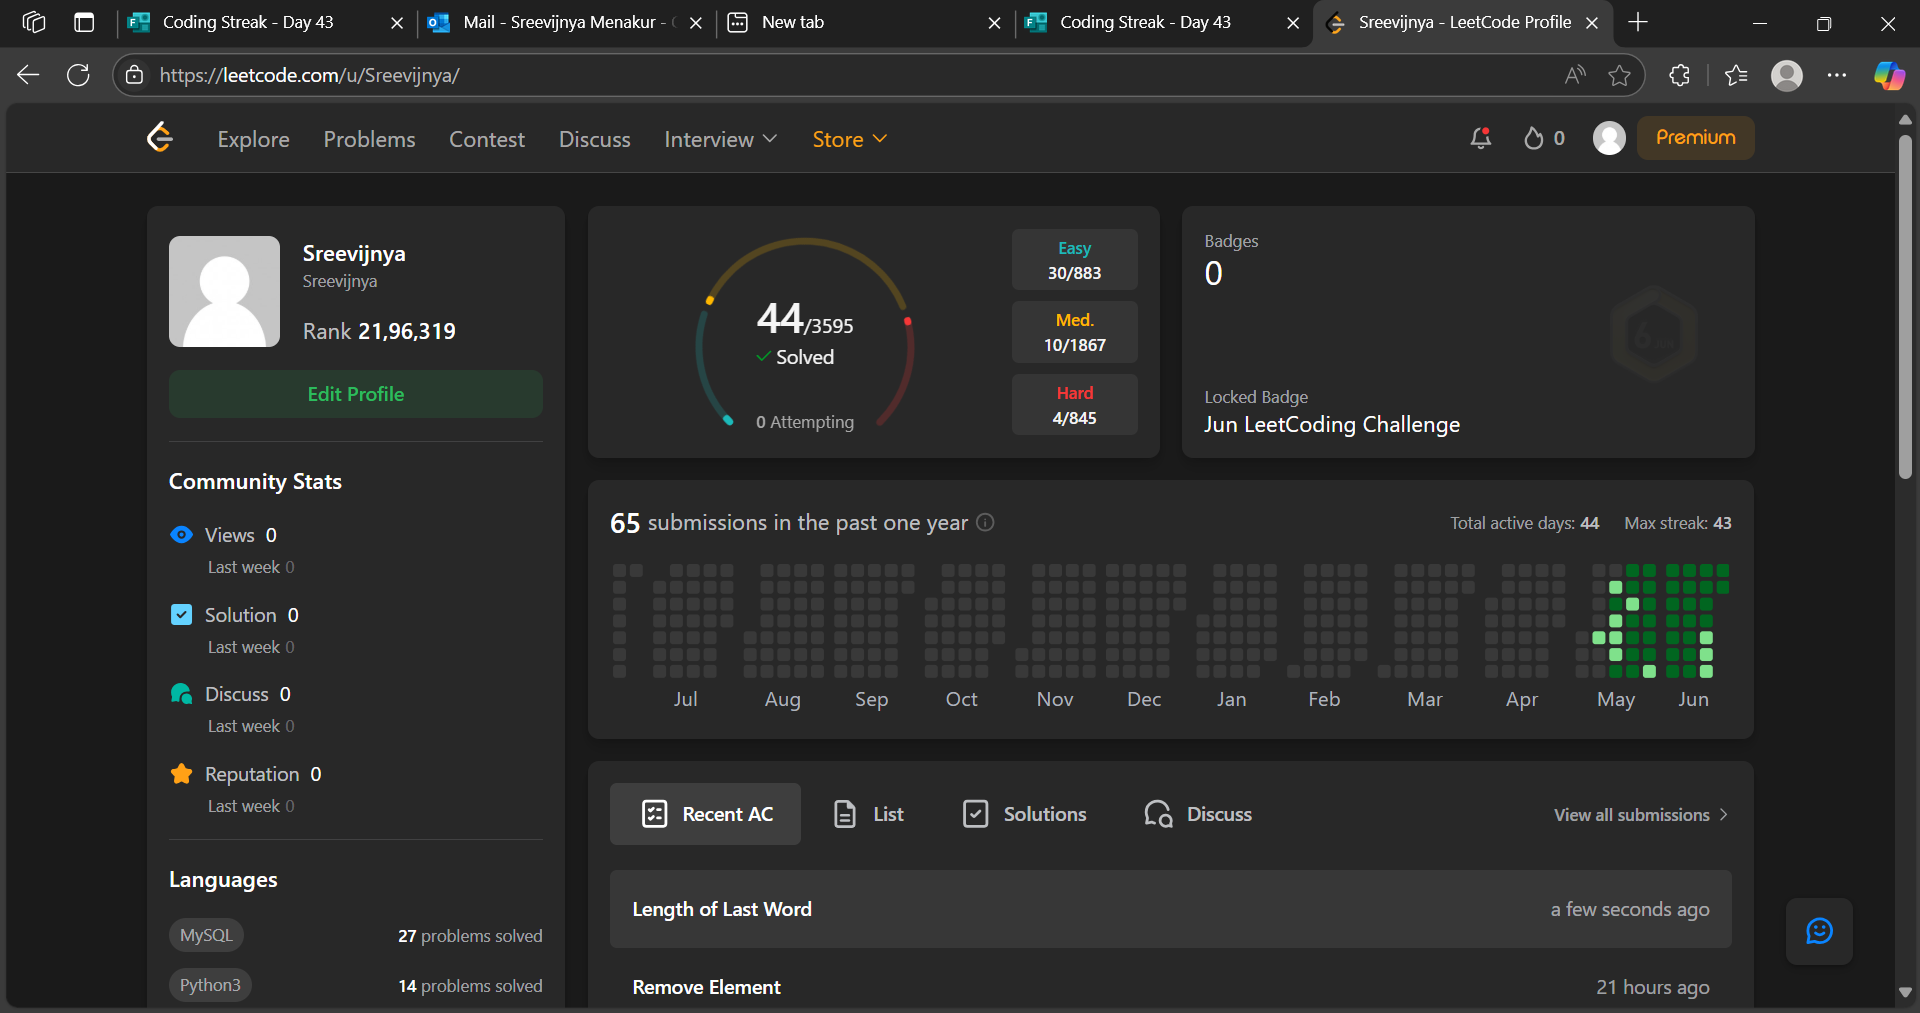 Coding Streak - Day 43
Mail - Sreevijnya Menakur -
New tab
Coding Streak - Day 43
Sreevijnya - LeetCode Profile
https://leetcode.com/u/Sreevijnya/
Explore
Problems
Contest
Discuss
Interview
Store
0
Premium
Sreevijnya
Sreevijnya
Rank 21,96,319
Edit Profile
Community Stats
Views 0
Last week 0
Solution 0
Last week 0
Discuss 0
Last week 0
Reputation 0
Last week 0
Languages
MySQL
27 problems solved
Python3
14 problems solved
44/3595
Solved
0 Attempting
Easy
30/883
Med.
10/1867
Hard
4/845
Badges
0
Locked Badge
Jun LeetCoding Challenge
65 submissions in the past one year
Total active days: 44
Max streak: 43
Jul
Aug
Sep
Oct
Nov
Dec
Jan
Feb
Mar
Apr
May
Jun
Recent AC
List
Solutions
Discuss
View all submissions
Length of Last Word
a few seconds ago
Remove Element
21 hours ago